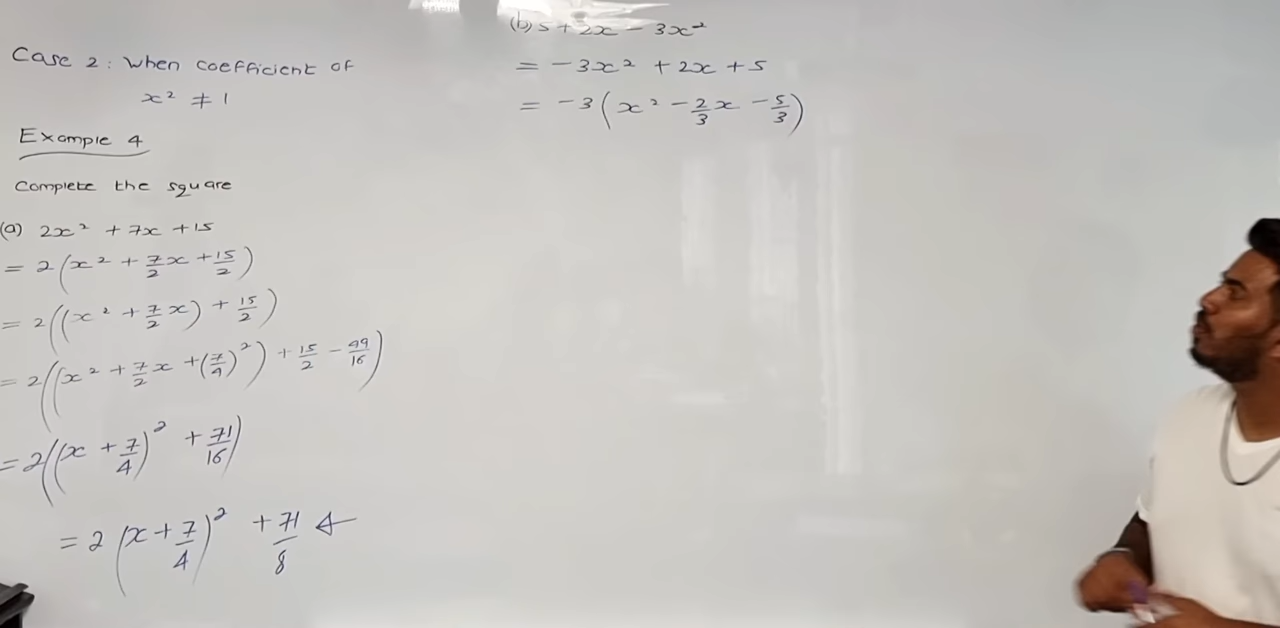 Case 2: When coefficient of
x² ≠ 1
Example 4
Complete the square
(a) 2x² + 7x + 15
= 2(x² + 7/2 x + 15/2)
= 2((x² + 7/2 x) + 15/2)
= 2((x² + 7/2 x + (7/4)²) + 15/2 - 49/16)
= 2((x + 7/4)² + 71/16)
= 2(x + 7/4)² + 71/8 ←
(b) 5 + 2x - 3x²
= -3x² + 2x + 5
= -3(x² - 2/3 x - 5/3)